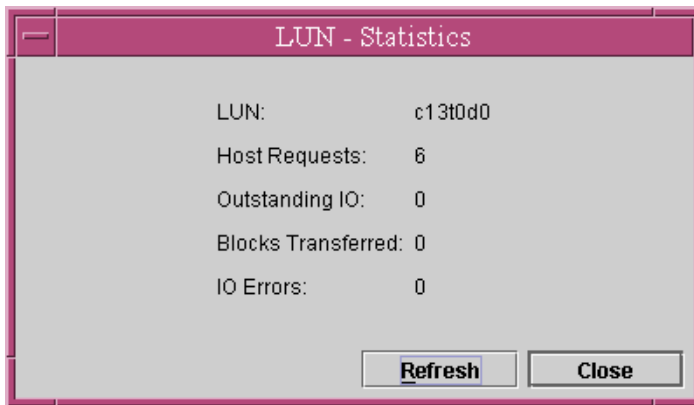 LUN - Statistics
LUN: c13t0d0
Host Requests: 6
Outstanding IO: 0
Blocks Transferred: 0
IO Errors: 0
Refresh Close